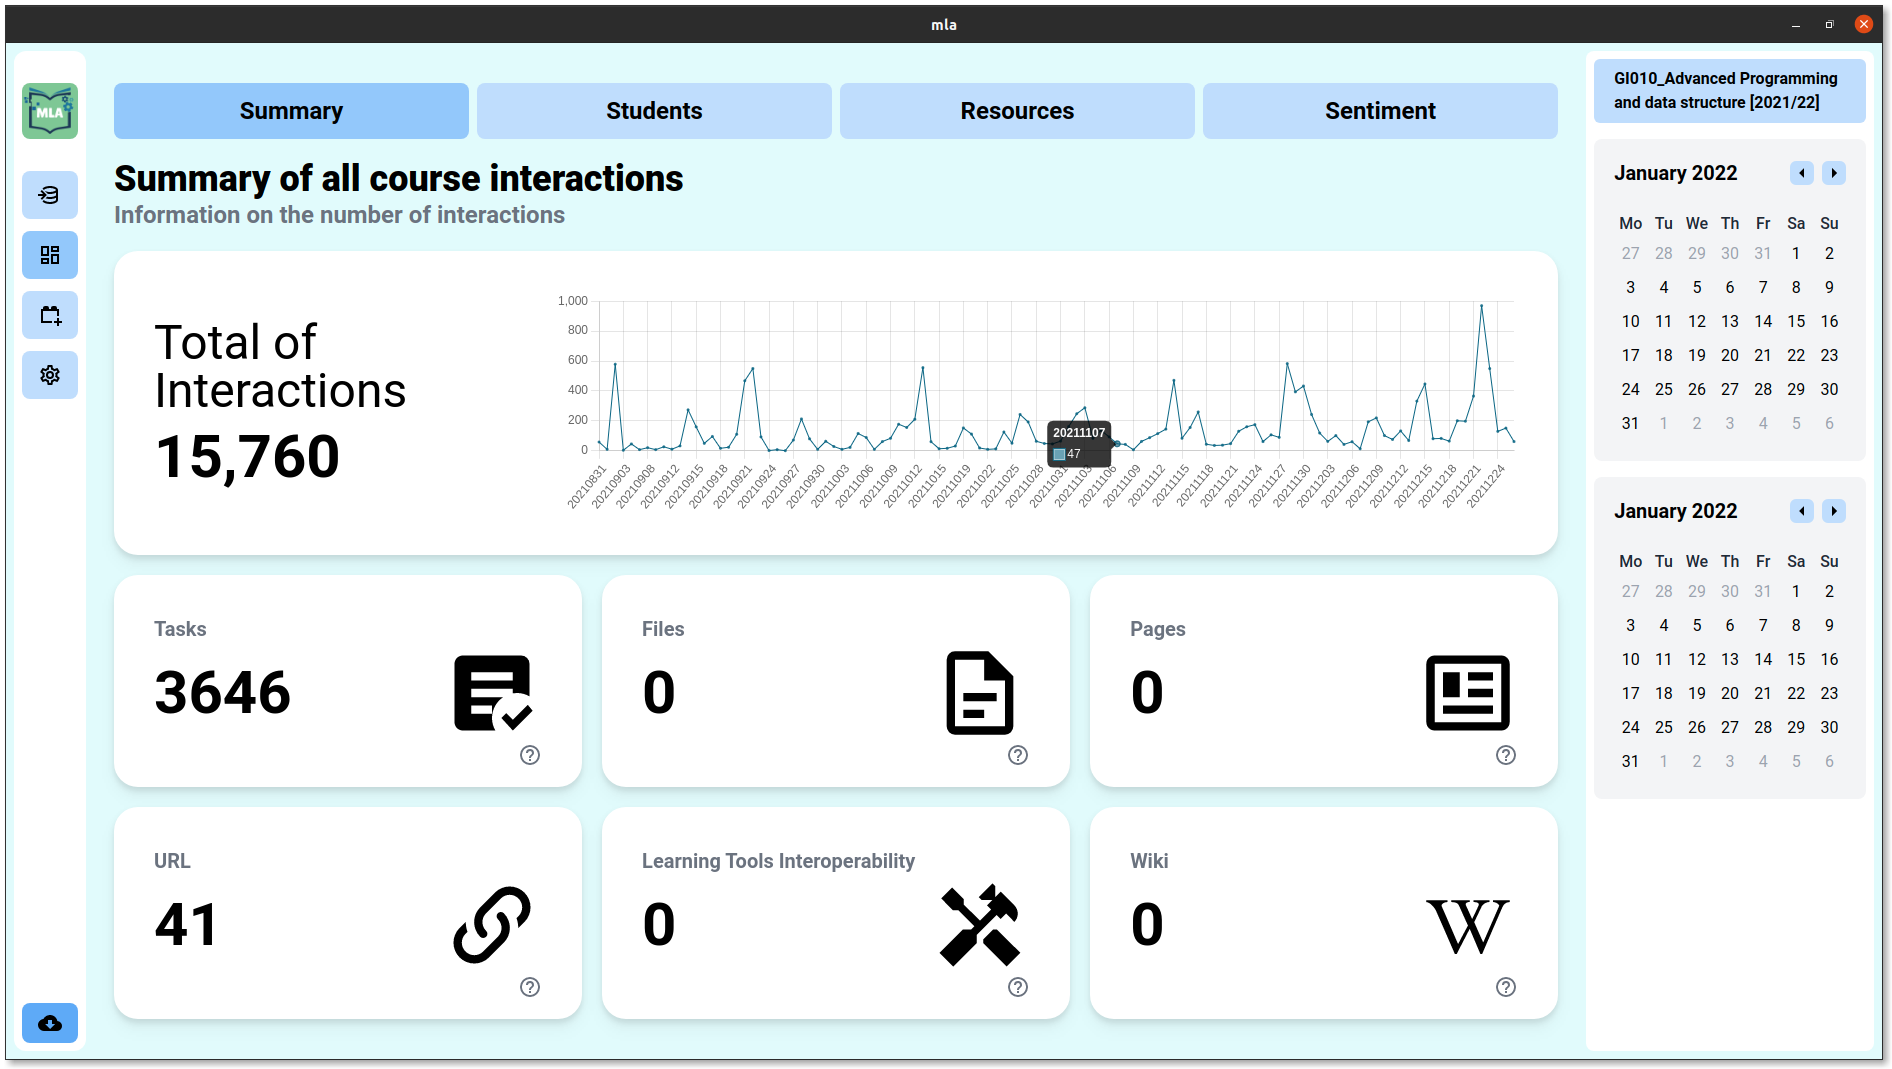 mla
MLA
Summary
Students
Resources
Sentiment
Summary of all course interactions
Information on the number of interactions
Total of
Interactions
15,760
1,000
800
600
400
200
0
20211107
47
20210831
20210903
20210908
20210912
20210915
20210918
20210921
20210924
20210927
20210930
20211003
20211006
20211009
20211012
20211015
20211019
20211022
20211025
20211028
20211031
20211103
20211106
20211109
20211112
20211115
20211118
20211121
20211124
20211127
20211130
20211203
20211206
20211209
20211212
20211215
20211218
20211221
20211224
Tasks
3646
Files
0
Pages
0
URL
41
Learning Tools Interoperability
0
Wiki
0
W
GI010_Advanced Programming
and data structure [2021/22]
January 2022
Mo Tu We Th Fr Sa Su
27 28 29 30 31 1 2
3 4 5 6 7 8 9
10 11 12 13 14 15 16
17 18 19 20 21 22 23
24 25 26 27 28 29 30
31 1 2 3 4 5 6
January 2022
Mo Tu We Th Fr Sa Su
27 28 29 30 31 1 2
3 4 5 6 7 8 9
10 11 12 13 14 15 16
17 18 19 20 21 22 23
24 25 26 27 28 29 30
31 1 2 3 4 5 6